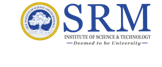 SRM
INSTITUTE OF SCIENCE & TECHNOLOGY
Deemed to be University